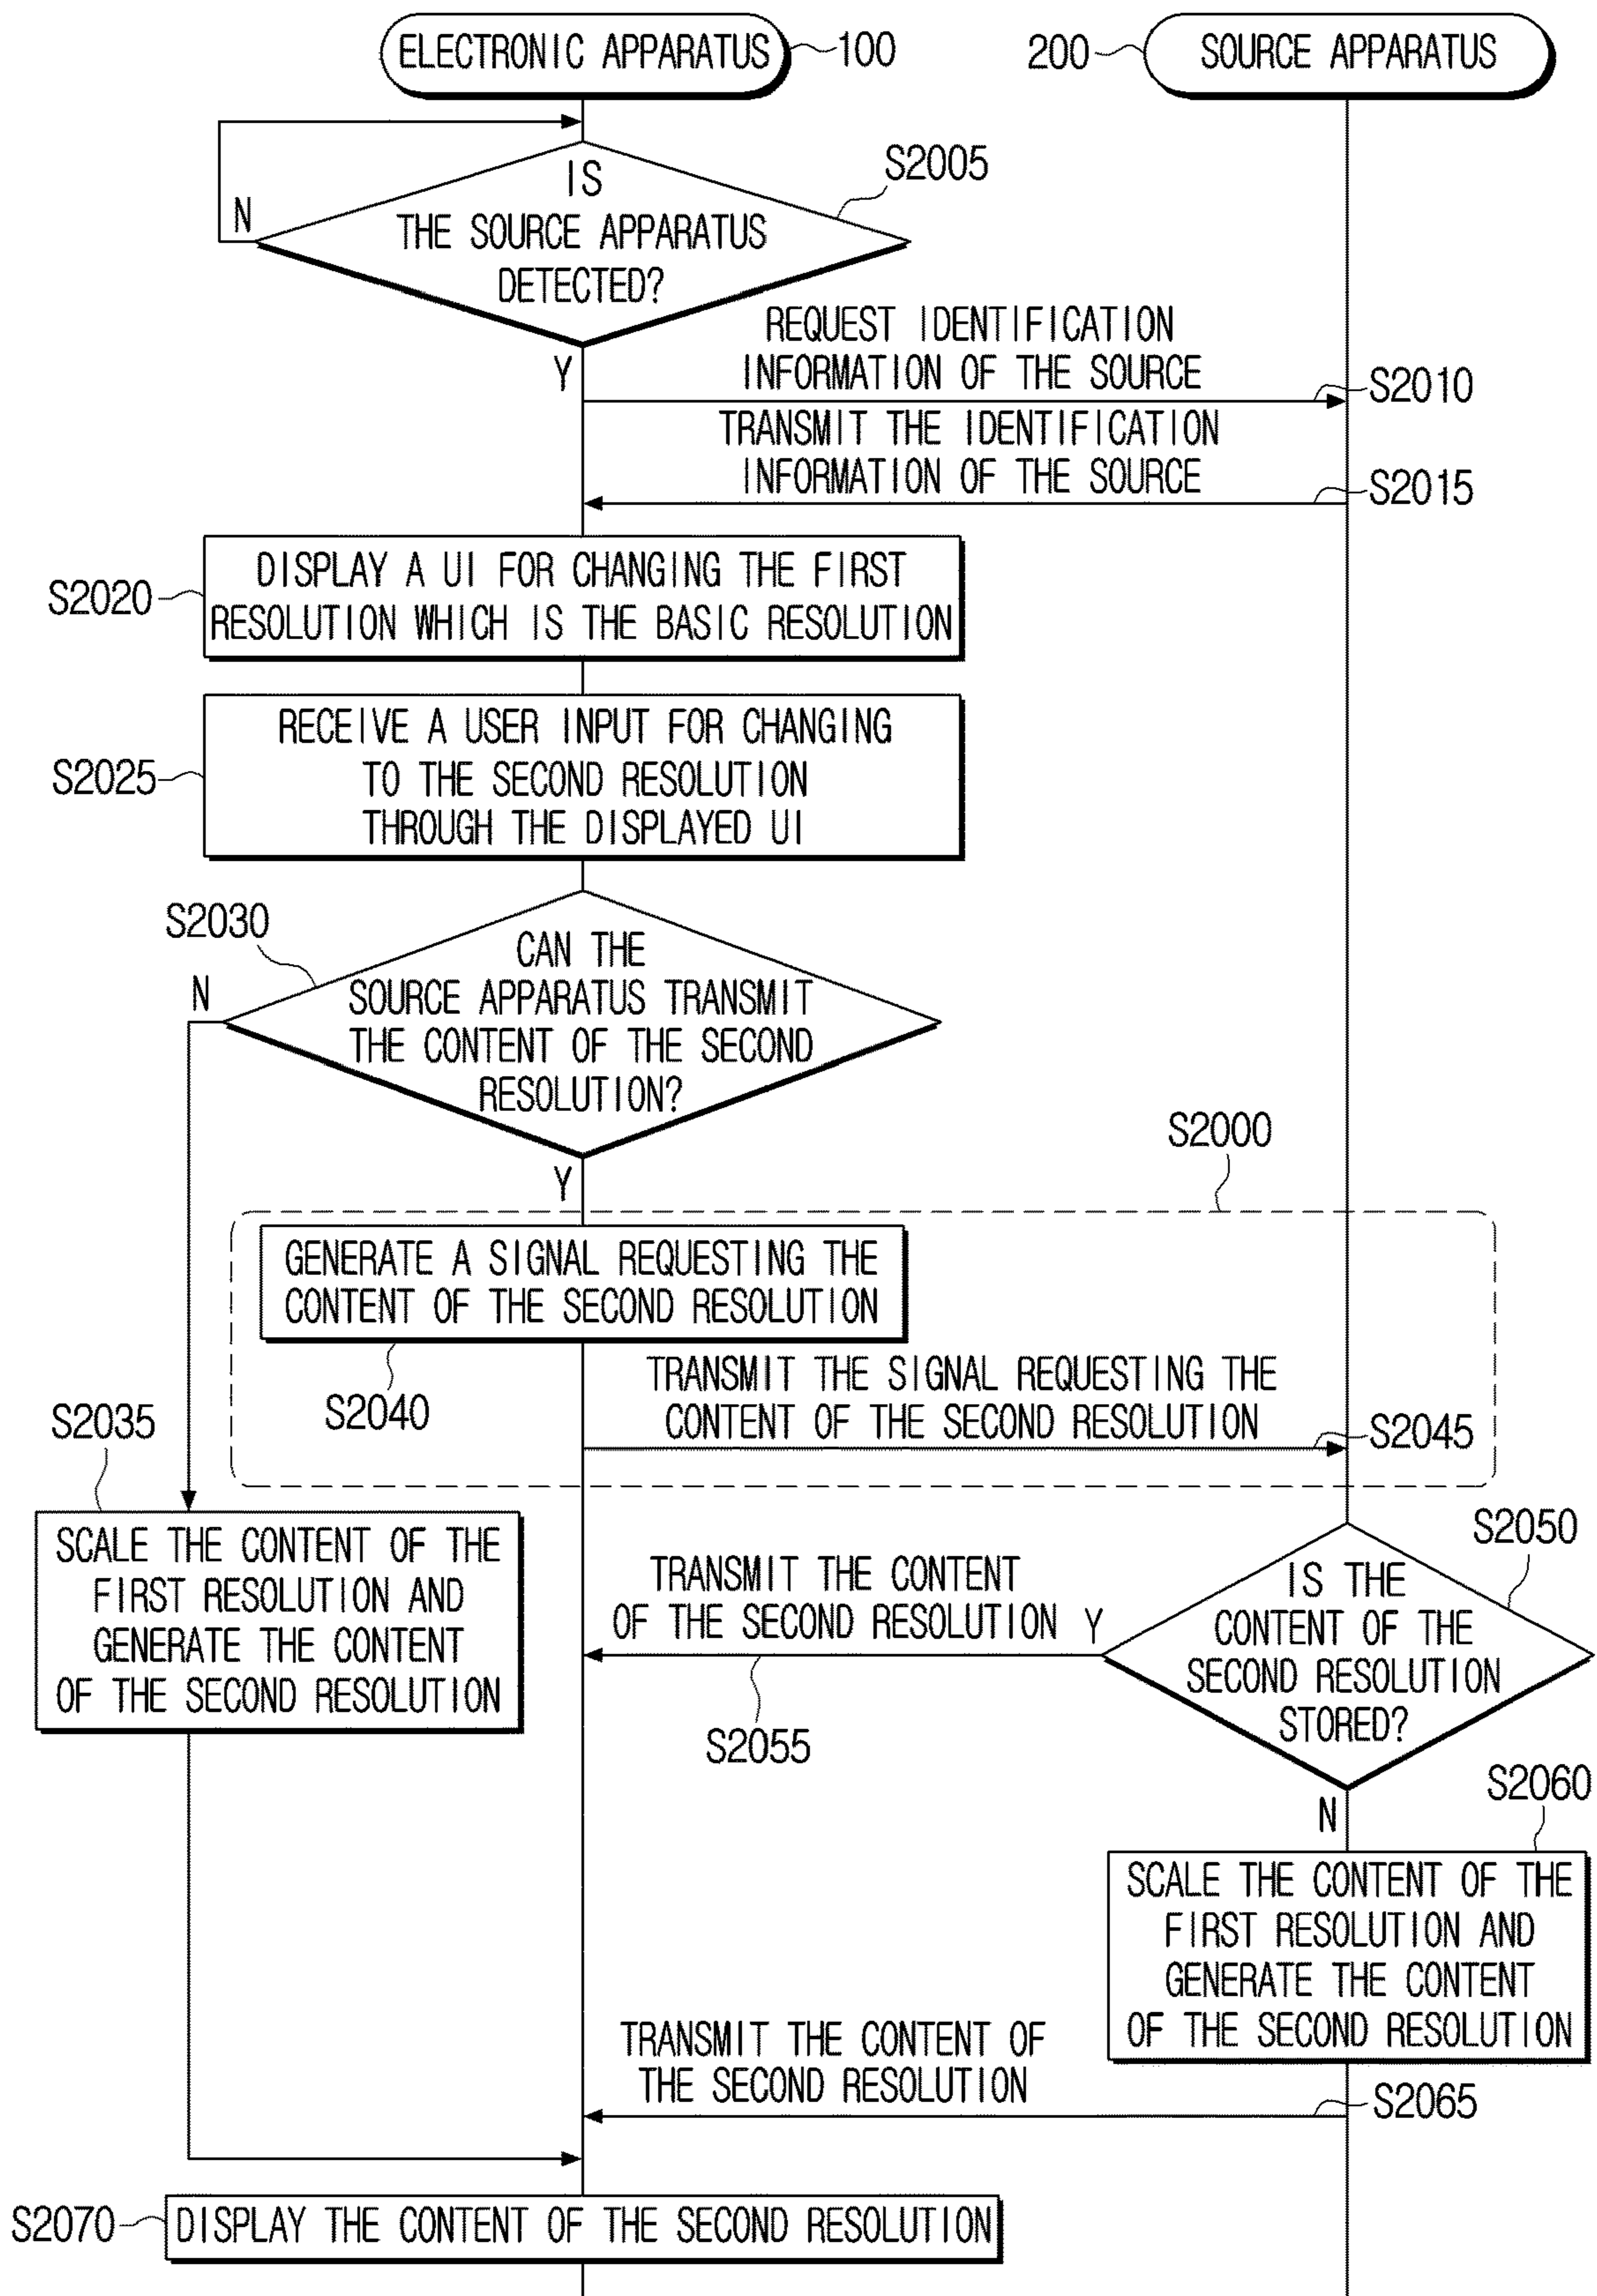 ELECTRONIC APPARATUS
100
200
SOURCE APPARATUS
S2005
IS
THE SOURCE APPARATUS
DETECTED?
N
Y
REQUEST IDENTIFICATION
INFORMATION OF THE SOURCE
S2010
TRANSMIT THE IDENTIFICATION
INFORMATION OF THE SOURCE
S2015
S2020
DISPLAY A UI FOR CHANGING THE FIRST
RESOLUTION WHICH IS THE BASIC RESOLUTION
S2025
RECEIVE A USER INPUT FOR CHANGING
TO THE SECOND RESOLUTION
THROUGH THE DISPLAYED UI
S2030
N
CAN THE
SOURCE APPARATUS TRANSMIT
THE CONTENT OF THE SECOND
RESOLUTION?
Y
S2000
GENERATE A SIGNAL REQUESTING THE
CONTENT OF THE SECOND RESOLUTION
S2040
TRANSMIT THE SIGNAL REQUESTING THE
CONTENT OF THE SECOND RESOLUTION
S2045
S2035
SCALE THE CONTENT OF THE
FIRST RESOLUTION AND
GENERATE THE CONTENT
OF THE SECOND RESOLUTION
S2050
IS THE
CONTENT OF THE
SECOND RESOLUTION
STORED?
Y
TRANSMIT THE CONTENT
OF THE SECOND RESOLUTION
S2055
N
S2060
SCALE THE CONTENT OF THE
FIRST RESOLUTION AND
GENERATE THE CONTENT
OF THE SECOND RESOLUTION
TRANSMIT THE CONTENT OF
THE SECOND RESOLUTION
S2065
S2070
DISPLAY THE CONTENT OF THE SECOND RESOLUTION